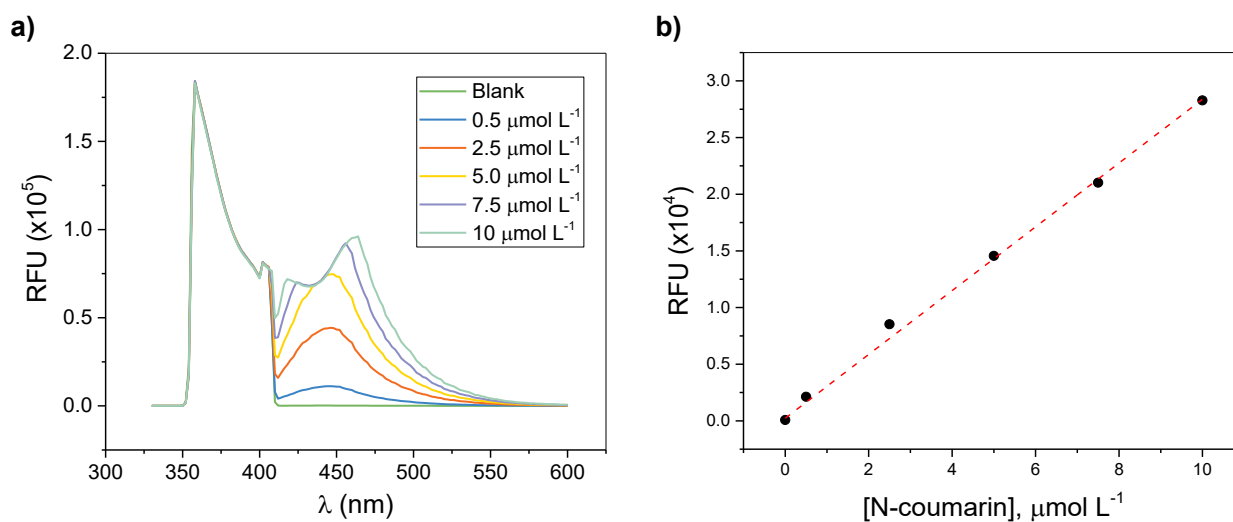 a)
RFU (x10⁵)
2.0
1.5
1.0
0.5
0.0
300 350 400 450 500 550 600
λ (nm)
Blank
0.5 μmol L⁻¹
2.5 μmol L⁻¹
5.0 μmol L⁻¹
7.5 μmol L⁻¹
10 μmol L⁻¹
b)
RFU (x10⁴)
3.0
2.5
2.0
1.5
1.0
0.5
0.0
0 2 4 6 8 10
[N-coumarin], μmol L⁻¹